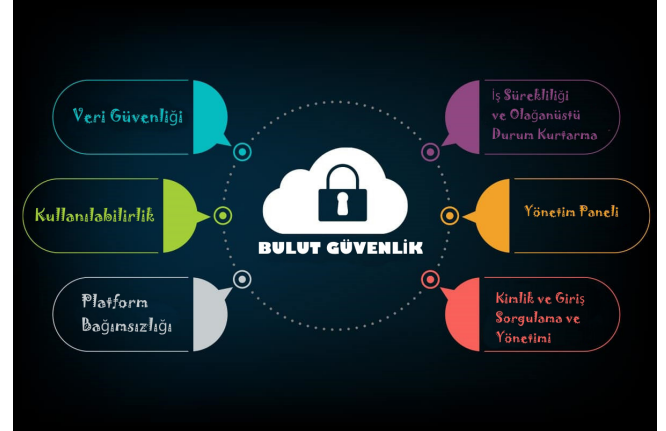 Veri Güvenliği
Kullanılabilirlik
Platform
Bağımsızlığı
BULUT GÜVENLİK
İş Sürekliliği
ve Olağanüstü
Durum Kurtarma
Yönetim Paneli
Kimlik ve Giriş
Sorgulama ve
Yönetimi